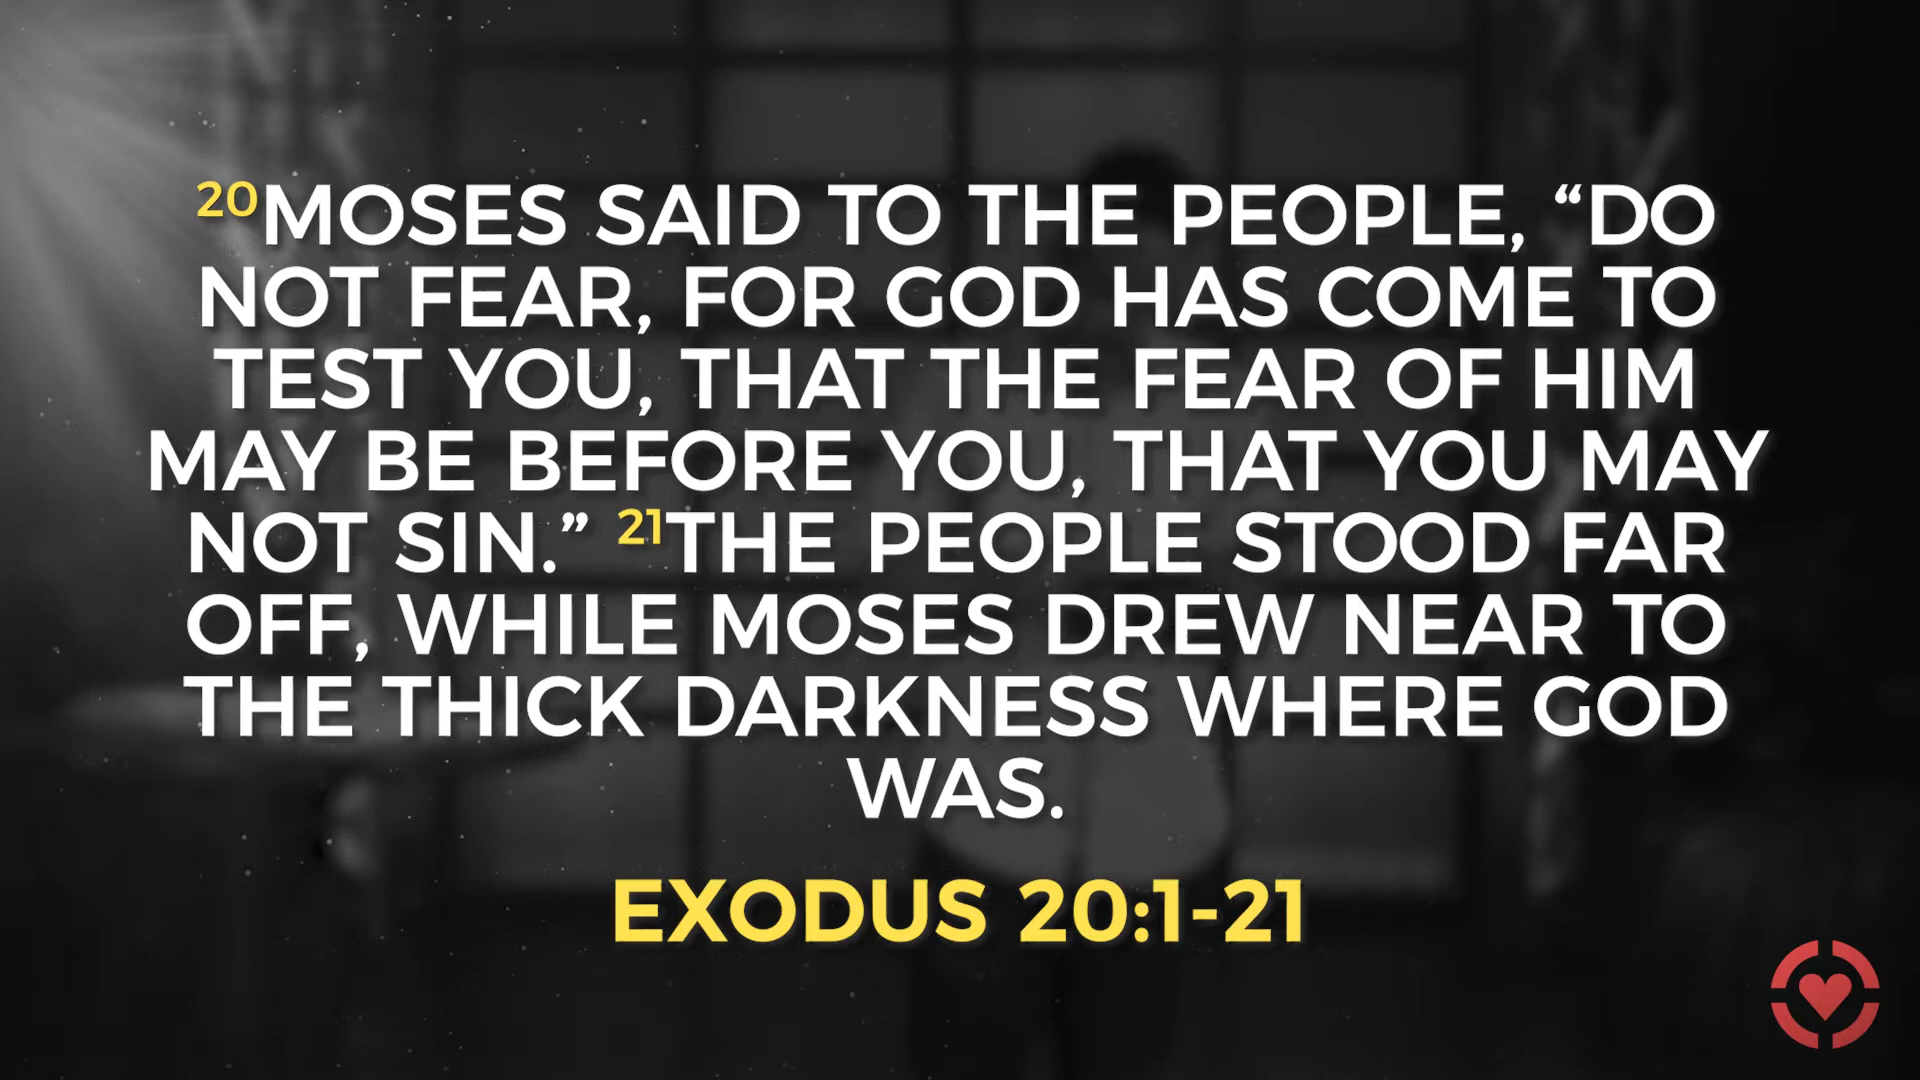 20MOSES SAID TO THE PEOPLE, “DO
NOT FEAR, FOR GOD HAS COME TO
TEST YOU, THAT THE FEAR OF HIM
MAY BE BEFORE YOU, THAT YOU MAY
NOT SIN.” 21THE PEOPLE STOOD FAR
OFF, WHILE MOSES DREW NEAR TO
THE THICK DARKNESS WHERE GOD
WAS.
EXODUS 20:1-21